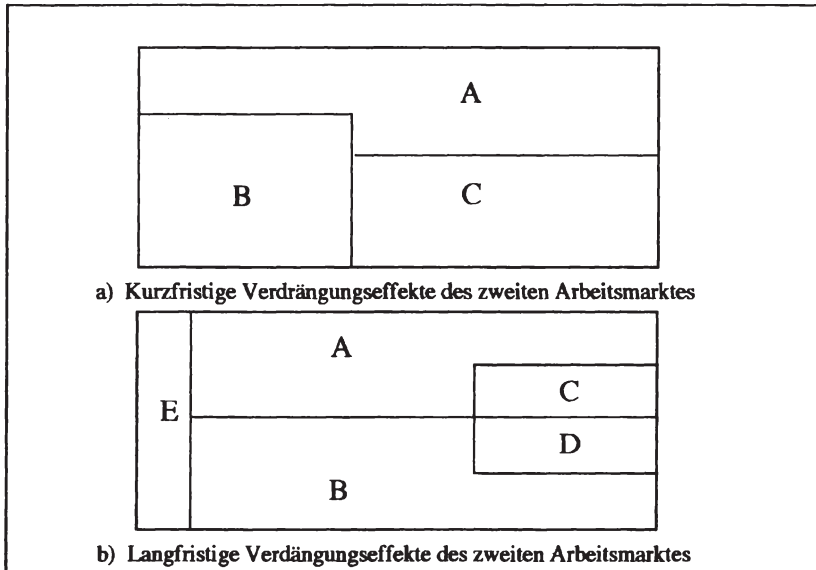 A
B
C
a) Kurzfristige Verdrängungseffekte des zweiten Arbeitsmarktes
A
C
E
D
B
b) Langfristige Verdängungseffekte des zweiten Arbeitsmarktes